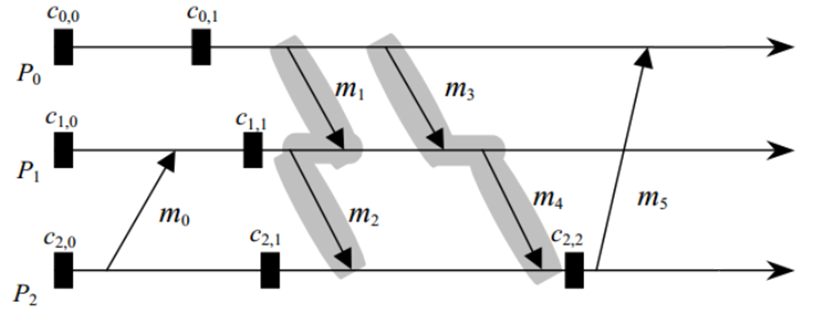 c0,0 c0,1
P0 m1 m3
c1,0 c1,1
P1
m0 m2 m4 m5
c2,0 c2,1 c2,2
P2